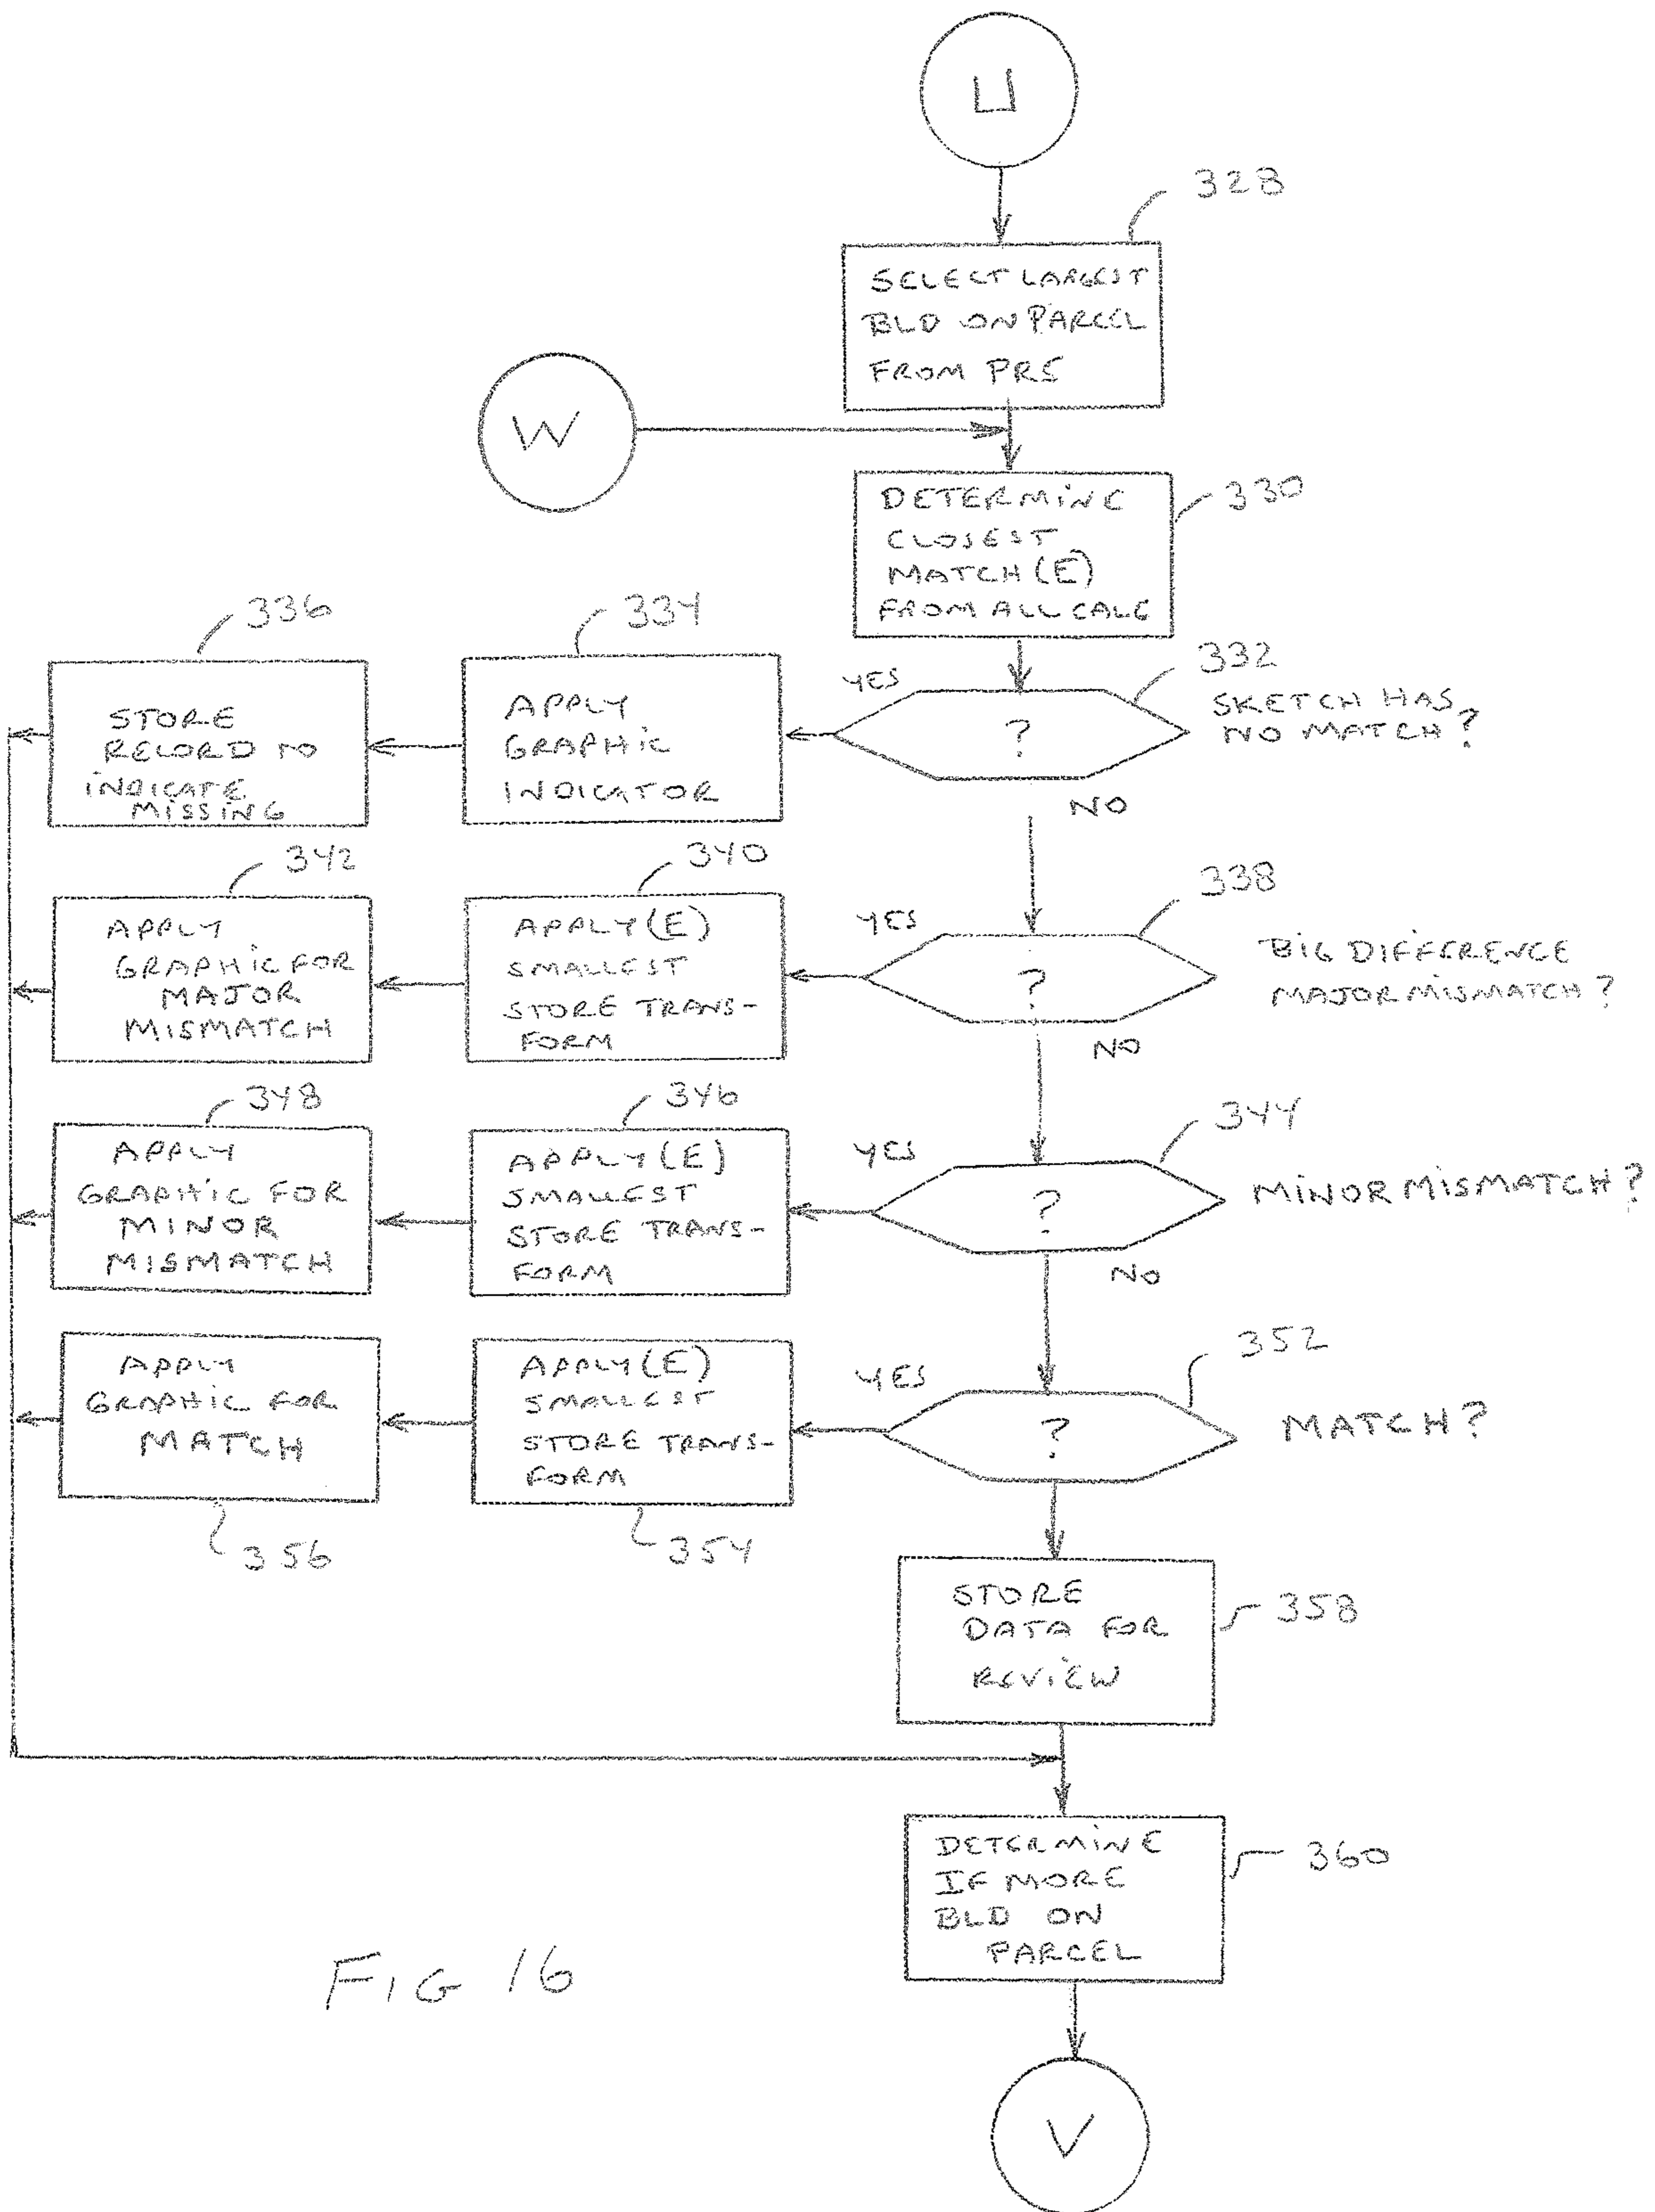 U
328
SELECT LARGEST
BLD ON PARCEL
FROM PRS
W
330
DETERMINE
CLOSEST
MATCH (E)
FROM ALL CALC
336
334
332
STORE
RECORD TO
INDICATE
MISSING
APPLY
GRAPHIC
INDICATOR
YES
?
SKETCH HAS
NO MATCH?
NO
342
340
338
APPLY
GRAPHIC FOR
MAJOR
MISMATCH
APPLY (E)
SMALLEST
STORE TRANS-
FORM
YES
?
BIG DIFFERENCE
MAJOR MISMATCH?
NO
348
346
344
APPLY
GRAPHIC FOR
MINOR
MISMATCH
APPLY (E)
SMALLEST
STORE TRANS-
FORM
YES
?
MINOR MISMATCH?
NO
352
APPLY
GRAPHIC FOR
MATCH
APPLY (E)
SMALLEST
STORE TRANS-
FORM
YES
?
MATCH?
356
354
STORE
DATA FOR
REVIEW
358
DETERMINE
IF MORE
BLD ON
PARCEL
360
FIG 16
V